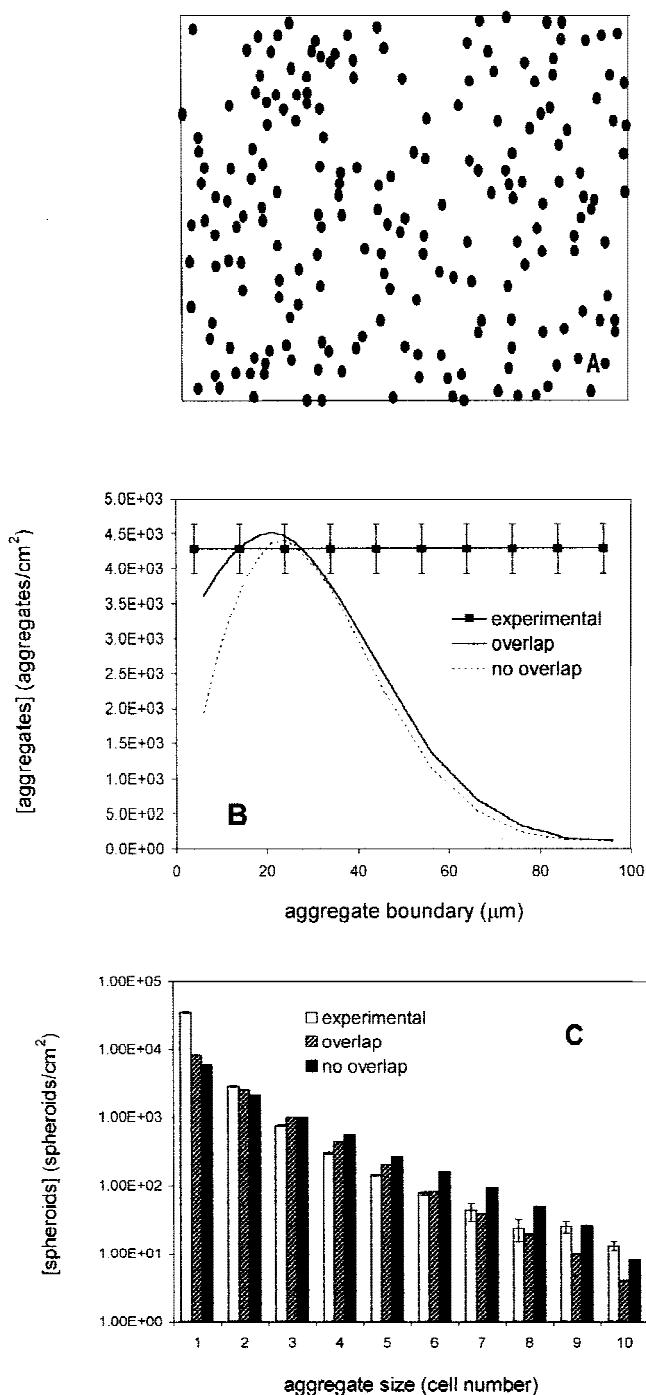 A
[aggregates] (aggregates/cm²)
5.0E+03
4.5E+03
4.0E+03
3.5E+03
3.0E+03
2.5E+03
2.0E+03
1.5E+03
1.0E+03
5.0E+02
0.0E+00
experimental
overlap
no overlap
B
0 20 40 60 80 100
aggregate boundary (μm)
[spheroids] (spheroids/cm²)
1.00E+05
1.00E+04
1.00E+03
1.00E+02
1.00E+01
1.00E+00
experimental
overlap
no overlap
C
1 2 3 4 5 6 7 8 9 10
aggregate size (cell number)